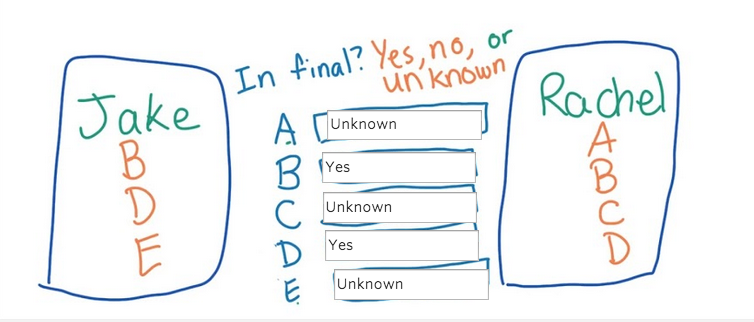 In final? Yes, no, or
unknown
Jake
B
D
E
A Unknown
B Yes
C Unknown
D Yes
E Unknown
Rachel
A
B
C
D